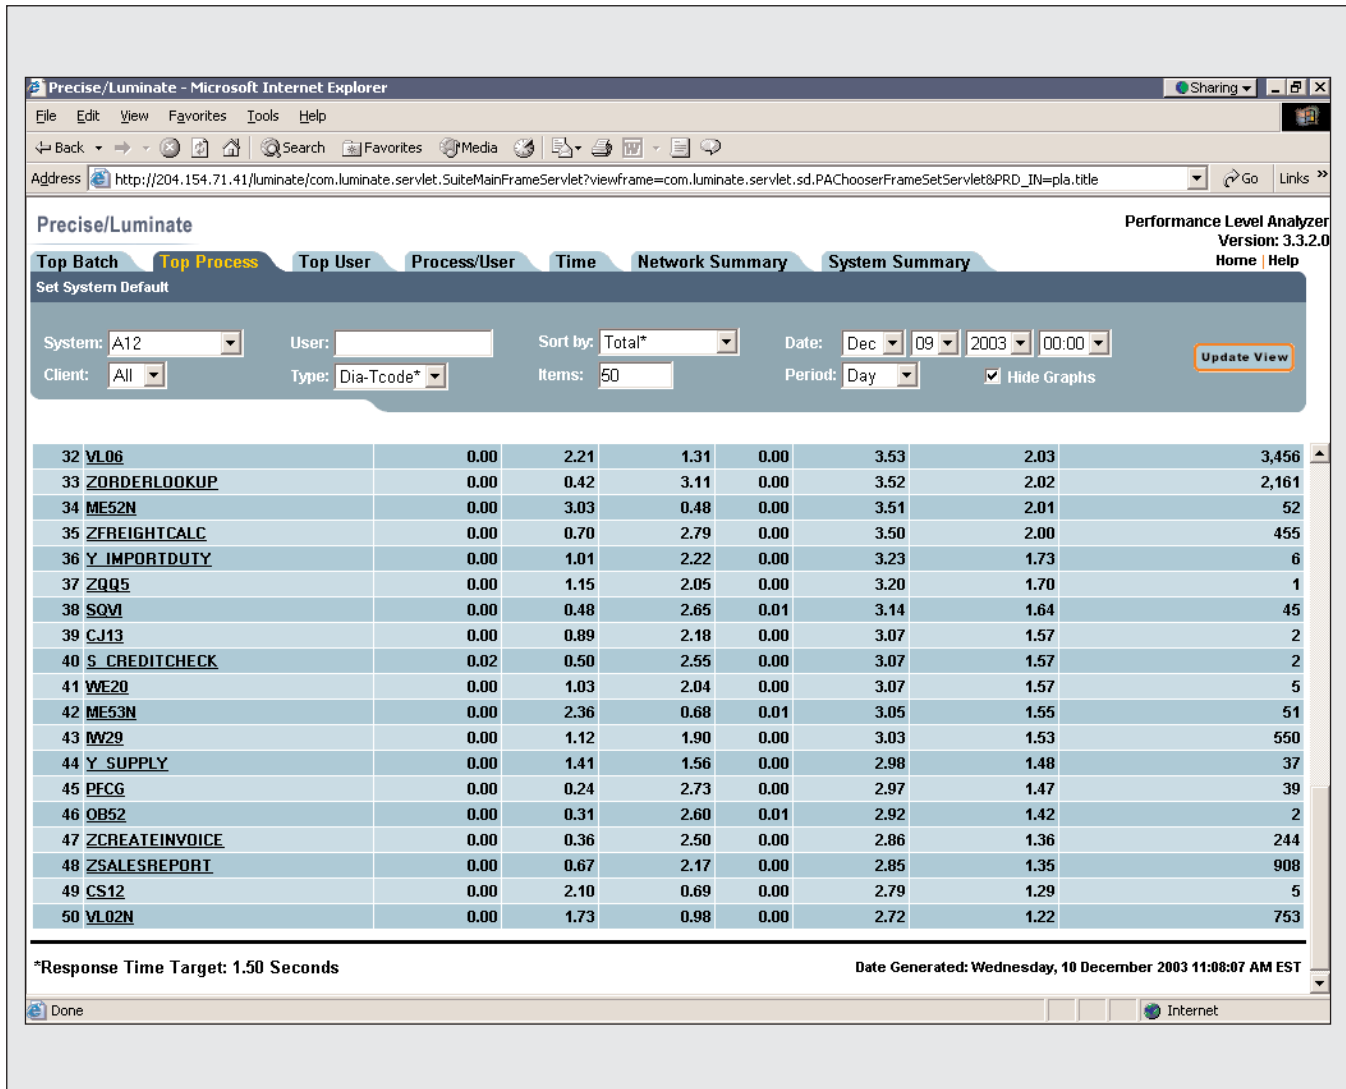 Precise/Luminate - Microsoft Internet Explorer
Sharing
File Edit View Favorites Tools Help
Back Search Favorites Media
Address http://204.154.71.41/luminate/com.luminate.servlet.SuiteMainFrameServlet?viewframe=com.luminate.servlet.sd.PAChooserFrameSetServlet&PRD_IN=pla.title Go Links »
Precise/Luminate
Performance Level Analyzer
Version: 3.3.2.0
Top Batch Top Process Top User Process/User Time Network Summary System Summary Home | Help
Set System Default
System: A12 User: Sort by: Total* Date: Dec 09 2003 00:00
Update View
Client: All Type: Dia-Tcode* Items: 50 Period: Day Hide Graphs
32 VL06 0.00 2.21 1.31 0.00 3.53 2.03 3,456
33 ZORDERLOOKUP 0.00 0.42 3.11 0.00 3.52 2.02 2,161
34 ME52N 0.00 3.03 0.48 0.00 3.51 2.01 52
35 ZFREIGHTCALC 0.00 0.70 2.79 0.00 3.50 2.00 455
36 Y_IMPORTDUTY 0.00 1.01 2.22 0.00 3.23 1.73 6
37 ZQQ5 0.00 1.15 2.05 0.00 3.20 1.70 1
38 SQVI 0.00 0.48 2.65 0.01 3.14 1.64 45
39 CJ13 0.00 0.89 2.18 0.00 3.07 1.57 2
40 S_CREDITCHECK 0.02 0.50 2.55 0.00 3.07 1.57 2
41 WE20 0.00 1.03 2.04 0.00 3.07 1.57 5
42 ME53N 0.00 2.36 0.68 0.01 3.05 1.55 51
43 IW29 0.00 1.12 1.90 0.00 3.03 1.53 550
44 Y_SUPPLY 0.00 1.41 1.56 0.00 2.98 1.48 37
45 PFCG 0.00 0.24 2.73 0.00 2.97 1.47 39
46 OB52 0.00 0.31 2.60 0.01 2.92 1.42 2
47 ZCREATEINVOICE 0.00 0.36 2.50 0.00 2.86 1.36 244
48 ZSALESREPORT 0.00 0.67 2.17 0.00 2.85 1.35 908
49 CS12 0.00 2.10 0.69 0.00 2.79 1.29 5
50 VL02N 0.00 1.73 0.98 0.00 2.72 1.22 753
*Response Time Target: 1.50 Seconds
Date Generated: Wednesday, 10 December 2003 11:08:07 AM EST
Done Internet